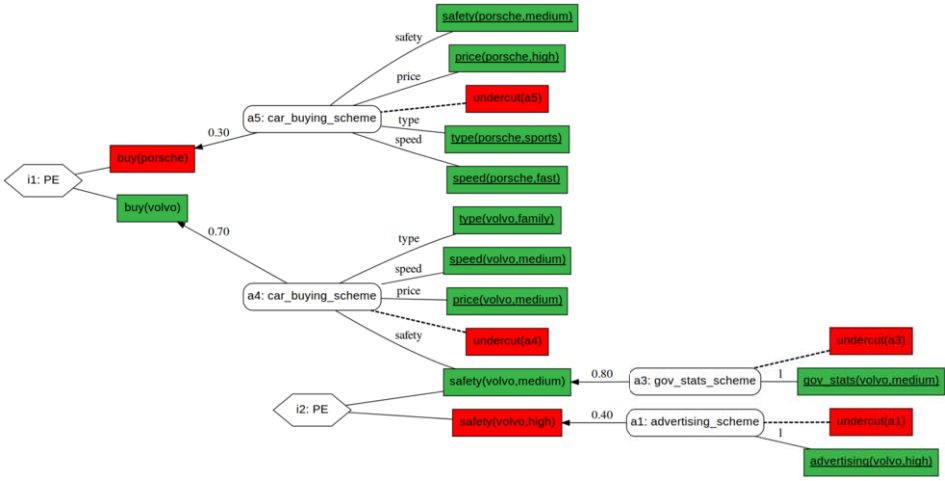 safety(porsche,medium)
safety
price(porsche,high)
price
undercut(a5)
a5: car_buying_scheme
type
type(porsche,sports)
0.30
speed
buy(porsche)
speed(porsche,fast)
i1: PE
buy(volvo)
type(volvo,family)
0.70
type
speed(volvo,medium)
speed
price
a4: car_buying_scheme
price(volvo,medium)
undercut(a4)
undercut(a3)
safety
0.80
1
safety(volvo,medium)
a3: gov_stats_scheme
gov_stats(volvo,medium)
i2: PE
0.40
safety(volvo,high)
a1: advertising_scheme
undercut(a1)
1
advertising(volvo,high)